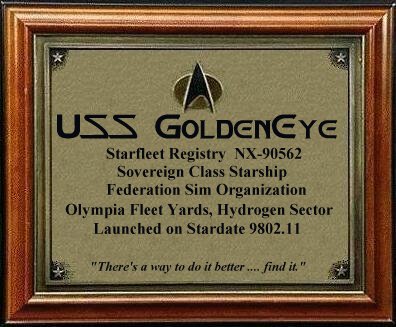 USS GoldenEye
Starfleet Registry NX-90562
Sovereign Class Starship
Federation Sim Organization
Olympia Fleet Yards, Hydrogen Sector
Launched on Stardate 9802.11
"There's a way to do it better .... find it."